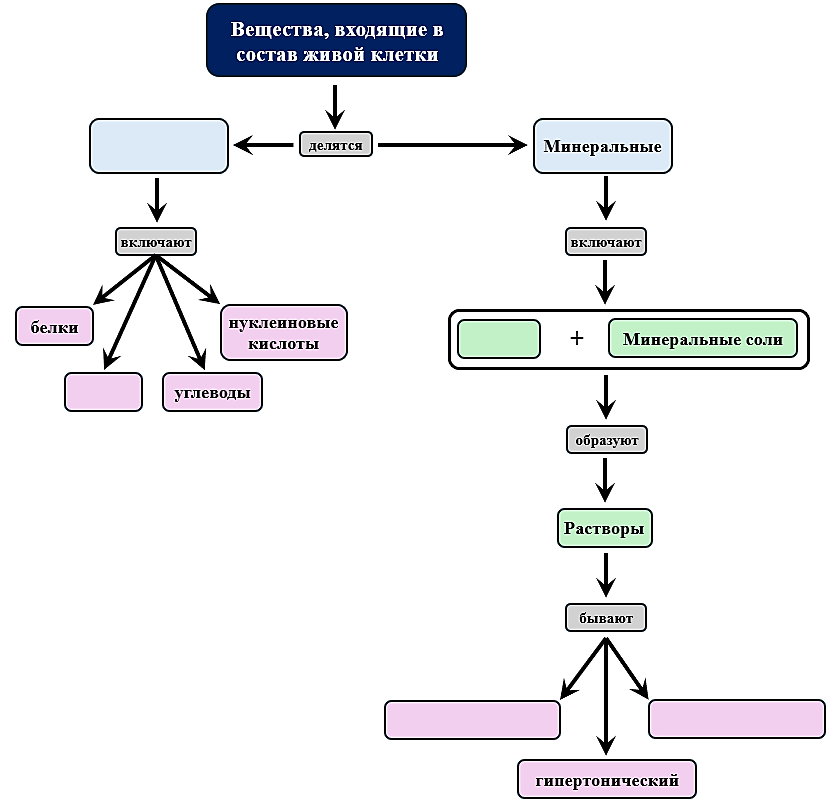 Вещества, входящие в
состав живой клетки
делятся
Минеральные
включают
включают
белки
нуклеиновые
кислоты
углеводы
+
Минеральные соли
образуют
Растворы
бывают
гипертонический